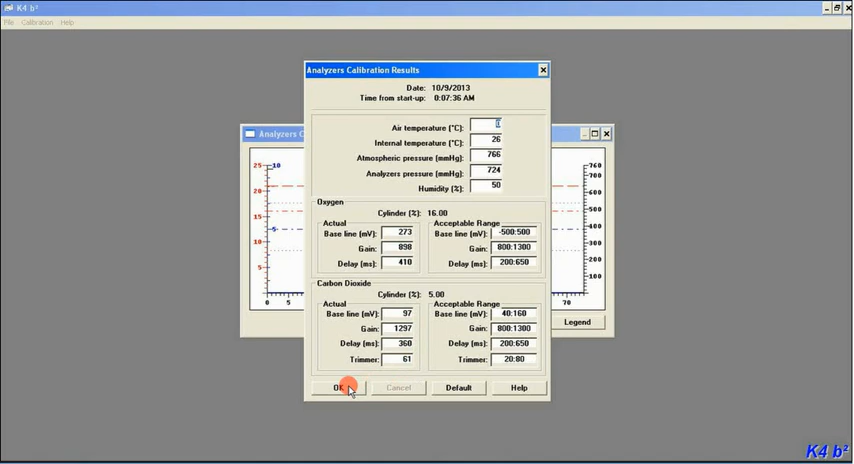 K4 b²
File Calibration Help
Analyzers Calibration Results
Date: 10/9/2013
Time from start-up: 0:07:36 AM
Air temperature (°C): 0
Internal temperature (°C): 26
Atmospheric pressure (mmHg): 766
Analyzers pressure (mmHg): 724
Humidity (%): 50
Oxygen
Cylinder (%): 16.00
Actual Acceptable Range
Base line (mV): 273 Base line (mV): -500:500
Gain: 898 Gain: 800:1300
Delay (ms): 410 Delay (ms): 200:650
Carbon Dioxide
Cylinder (%): 5.00
Actual Acceptable Range
Base line (mV): 97 Base line (mV): 40:160
Gain: 1297 Gain: 800:1300
Delay (ms): 360 Delay (ms): 200:650
Trimmer: 61 Trimmer: 20:80
OK Cancel Default Help
Analyzers C
25 10 760
700
20 600
500
15
5 400
10 300
200
5
100
0 5 70
Legend
K4 b²